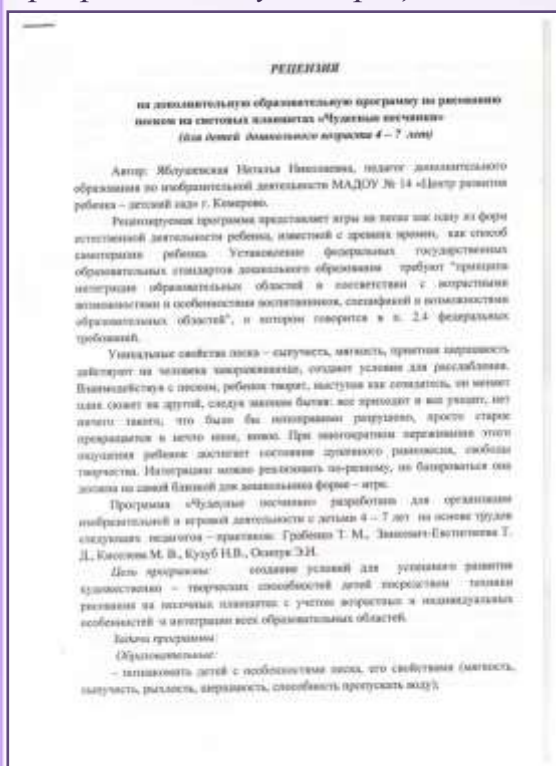 РЕЦЕНЗИЯ
на дополнительную образовательную программу по рисованию
песком на световых планшетах «Чудесные песчинки»
(для детей дошкольного возраста 4 – 7 лет)
Автор: Яблушевская Наталья Николаевна, педагог дополнительного
образования по изобразительной деятельности МАДОУ № 14 «Центр развития
ребенка – детский сад» г. Кемерово.
Рецензируемая программа представляет игры на песке как одну из форм
естественной деятельности ребенка, известной с древних времен, как способ
самотерапии ребенка. Установление федеральных государственных
образовательных стандартов дошкольного образования требуют "принципа
интеграции образовательных областей в соответствии с возрастными
возможностями и особенностями воспитанников, спецификой и возможностями
образовательных областей", о котором говорится в п. 2.4 федеральных
требований.
Уникальные свойства песка – сыпучесть, мягкость, приятная шершавость
действуют на человека завораживающе, создают условия для расслабления.
Взаимодействуя с песком, ребенок творит, выступая как созидатель, он меняет
один сюжет на другой, следуя законам бытия: все приходит и все уходит, нет
ничего такого, что было бы непоправимо разрушено, просто старое
превращается в нечто иное, новое. При многократном переживании этого
ощущения ребенок достигает состояния душевного равновесия, свободы
творчества. Интеграцию можно реализовать по-разному, но базироваться она
должна на самой близкой для дошкольника форме – игре.
Программа «Чудесные песчинки» разработана для организации
изобразительной и игровой деятельности с детьми 4 – 7 лет на основе трудов
следующих педагогов – практиков: Грабенко Т. М., Зинкевич-Евстигнеева Т.
Д., Киселева М. В., Кузуб Н.В., Осипук Э.И.
Цель программы: создание условий для успешного развития
художественно – творческих способностей детей посредством техники
рисования на песочных планшетах с учетом возрастных и индивидуальных
особенностей и интеграции всех образовательных областей.
Задачи программы:
Образовательные:
– познакомить детей с особенностями песка, его свойствами (мягкость,
сыпучесть, рыхлость, шершавость, способность пропускать воду);